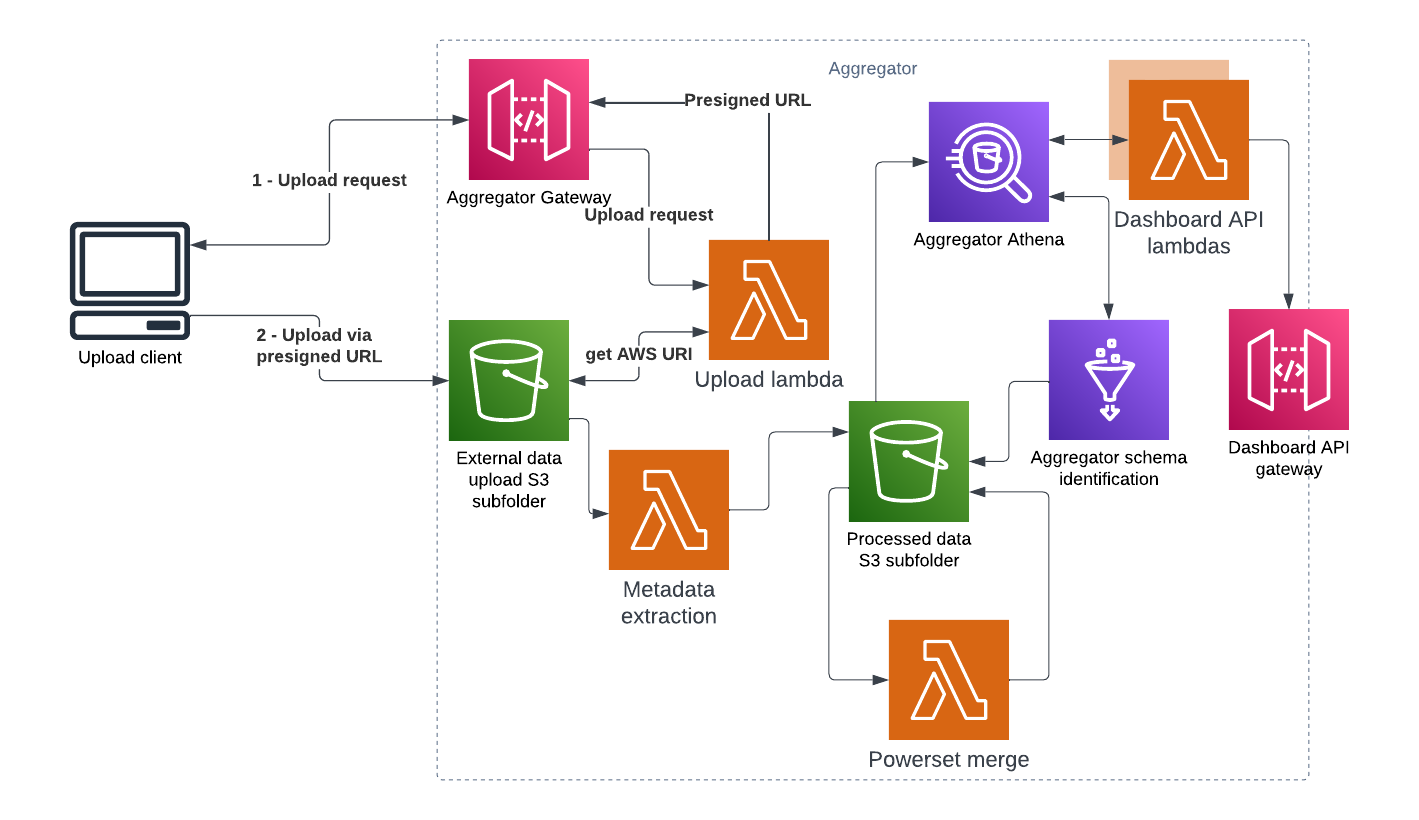 Aggregator
Presigned URL
1 - Upload request
Aggregator Gateway
Upload request
Aggregator Athena
Dashboard API
lambdas
2 - Upload via
presigned URL
Upload client
get AWS URI
Upload lambda
External data
upload S3
subfolder
Aggregator schema
identification
Dashboard API
gateway
Processed data
S3 subfolder
Metadata
extraction
Powerset merge